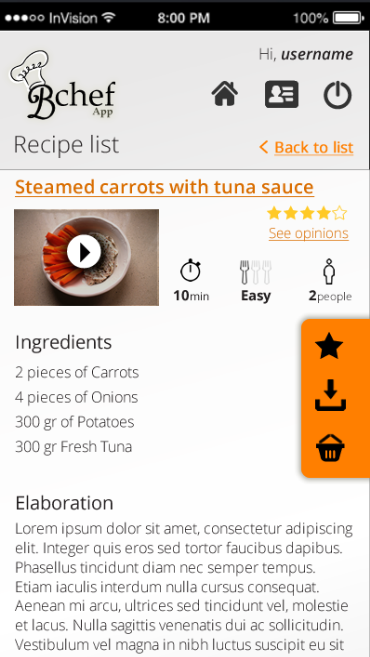 InVision 8:00 PM 100%
Hi, username
Bchef
App
Recipe list
Back to list
Steamed carrots with tuna sauce
See opinions
10min Easy 2people
Ingredients
2 pieces of Carrots
4 pieces of Onions
300 gr of Potatoes
300 gr Fresh Tuna
Elaboration
Lorem ipsum dolor sit amet, consectetur adipiscing
elit. Integer quis eros sed tortor faucibus dapibus.
Phasellus tincidunt diam nec semper tempus.
Etiam iaculis interdum nulla cursus consequat.
Aenean mi arcu, ultrices sed tincidunt vel, molestie
et lacus. Nulla sagittis venenatis dui ac sollicitudin.
Vestibulum vel magna in nibh luctus suscipit eu sit